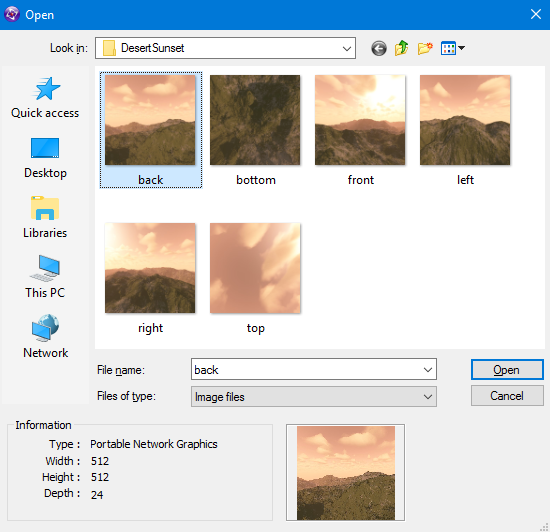 Open
Look in:
DesertSunset
Quick access
Desktop
Libraries
This PC
Network
back
bottom
front
left
right
top
File name:
back
Open
Files of type:
Image files
Cancel
Information
Type : Portable Network Graphics
Width : 512
Height : 512
Depth : 24